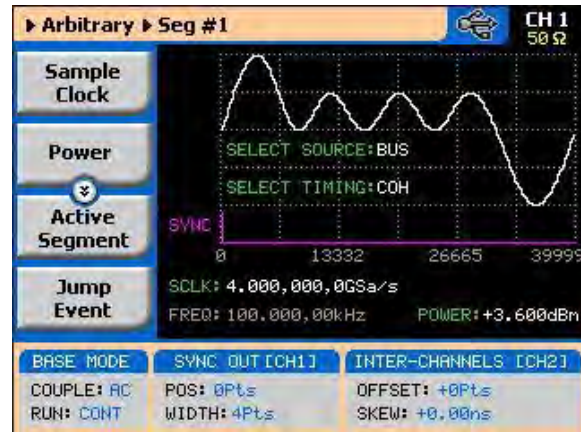 Arbitrary Seg #1
CH 1
50 Ω
Sample Clock
Power
Active Segment
Jump Event
SELECT SOURCE:BUS
SELECT TIMING:COH
SYNC
0 13332 26665 39999
SCLK: 4.000,000,0GSa/s
FREQ: 100.000,00kHz POWER:+3.600dBm
BASE MODE
COUPLE: AC
RUN: CONT
SYNC OUT[CH1]
POS: 0Pts
WIDTH: 4Pts
INTER-CHANNELS [CH2]
OFFSET: +0Pts
SKEW: +0.00ns